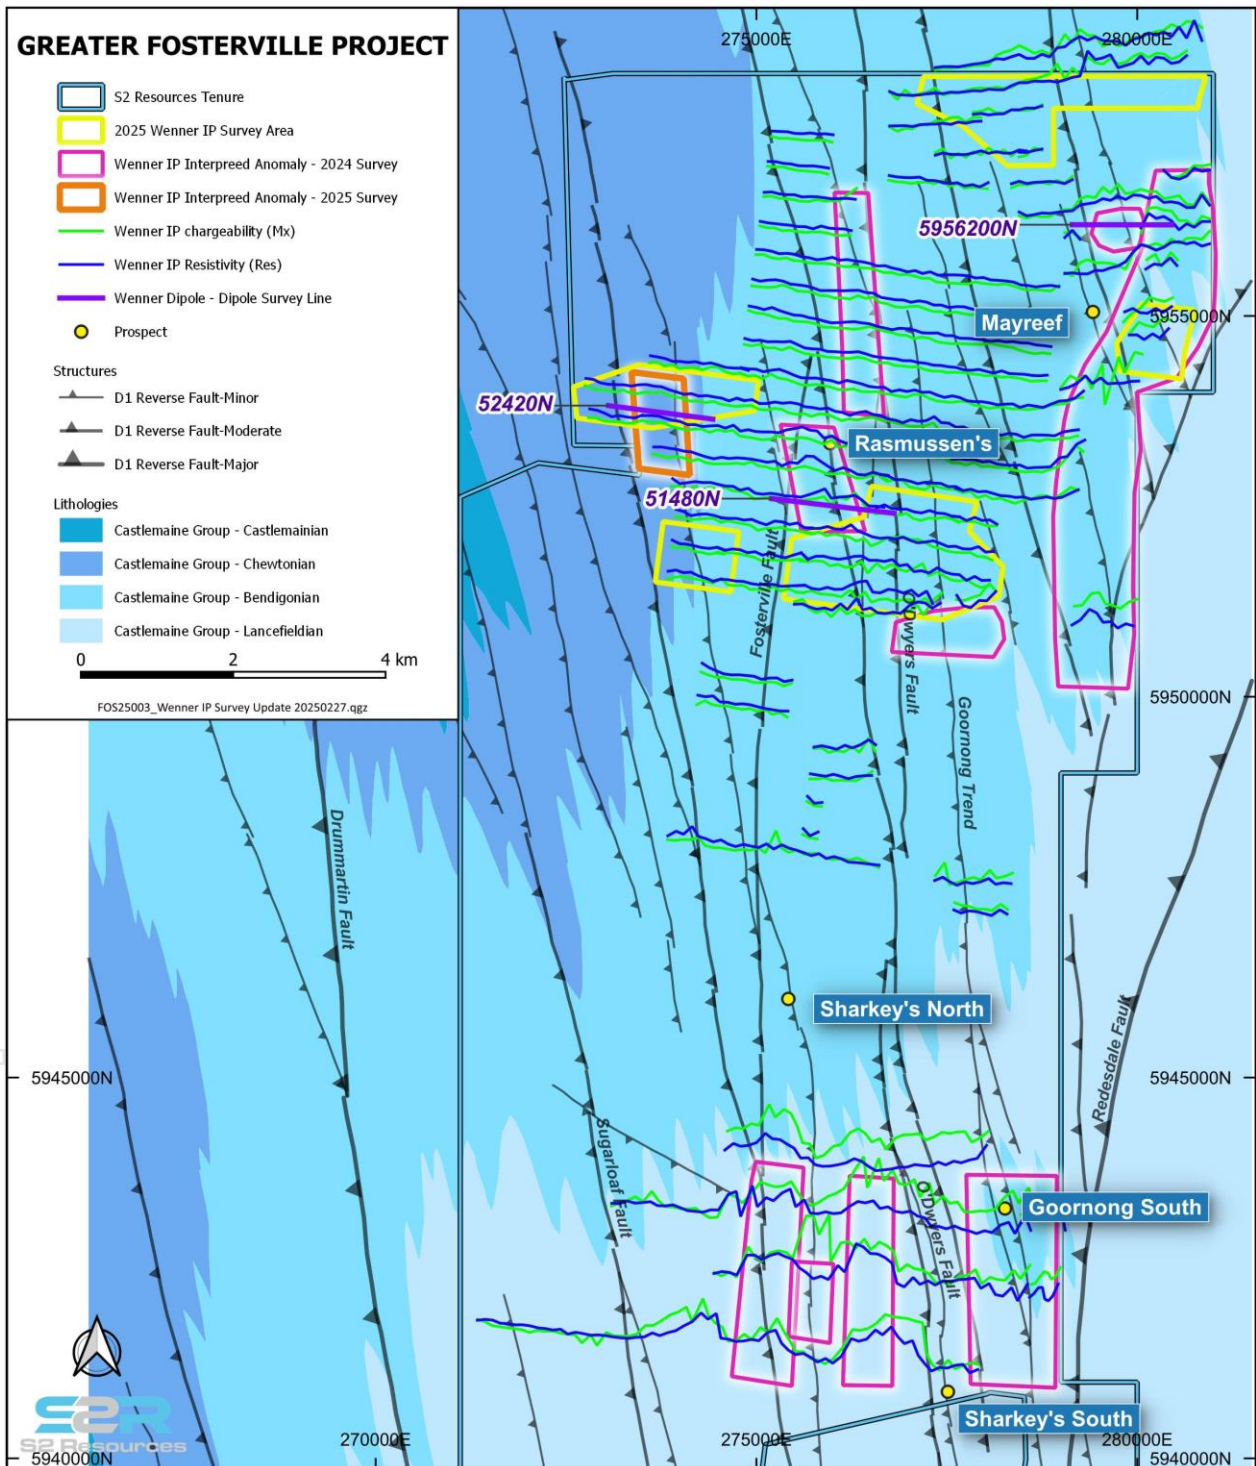 GREATER FOSTERVILLE PROJECT
S2 Resources Tenure
2025 Wenner IP Survey Area
Wenner IP Interpreed Anomaly - 2024 Survey
Wenner IP Interpreed Anomaly - 2025 Survey
Wenner IP chargeability (Mx)
Wenner IP Resistivity (Res)
Wenner Dipole - Dipole Survey Line
Prospect
Structures
D1 Reverse Fault-Minor
D1 Reverse Fault-Moderate
D1 Reverse Fault-Major
Lithologies
Castlemaine Group - Castlemainian
Castlemaine Group - Chewtonian
Castlemaine Group - Bendigonian
Castlemaine Group - Lancefieldian
0 2 4 km
FOS25003_Wenner IP Survey Update 20250227.qgz
275000E 280000E
5956200N
Mayreef
5955000N
52420N
Rasmussen's
51480N
Fosterville Fault
O'Dwyers Fault
5950000N
Goornong Trend
Drummartin Fault
Sharkey's North
Redesdale Fault
5945000N 5945000N
Sugarloaf Fault
O'Dwyers Fault
Goornong South
Sharkey's South
S2R
S2 Resources
270000E 275000E 280000E
5940000N 5940000N